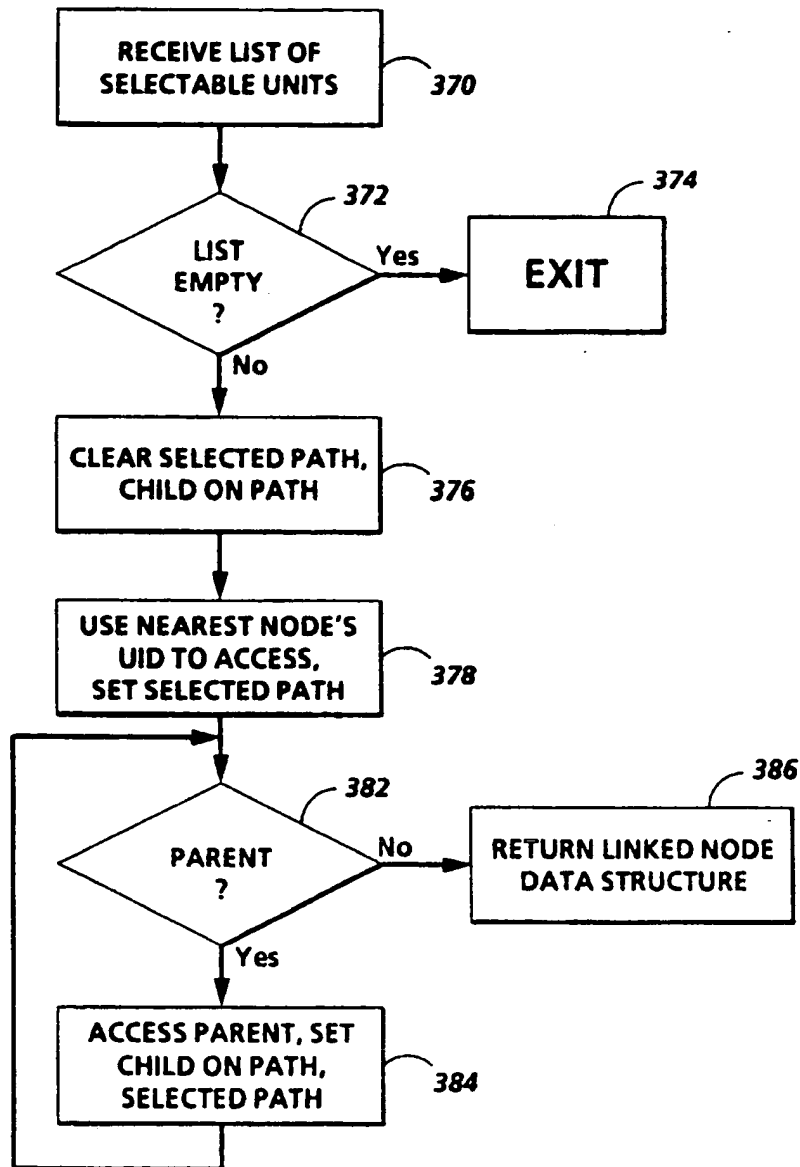 RECEIVE LIST OF
SELECTABLE UNITS
370
372
374
LIST
EMPTY
?
Yes
EXIT
No
CLEAR SELECTED PATH,
CHILD ON PATH
376
USE NEAREST NODE'S
UID TO ACCESS,
SET SELECTED PATH
378
382
386
PARENT
?
No
RETURN LINKED NODE
DATA STRUCTURE
Yes
ACCESS PARENT, SET
CHILD ON PATH,
SELECTED PATH
384